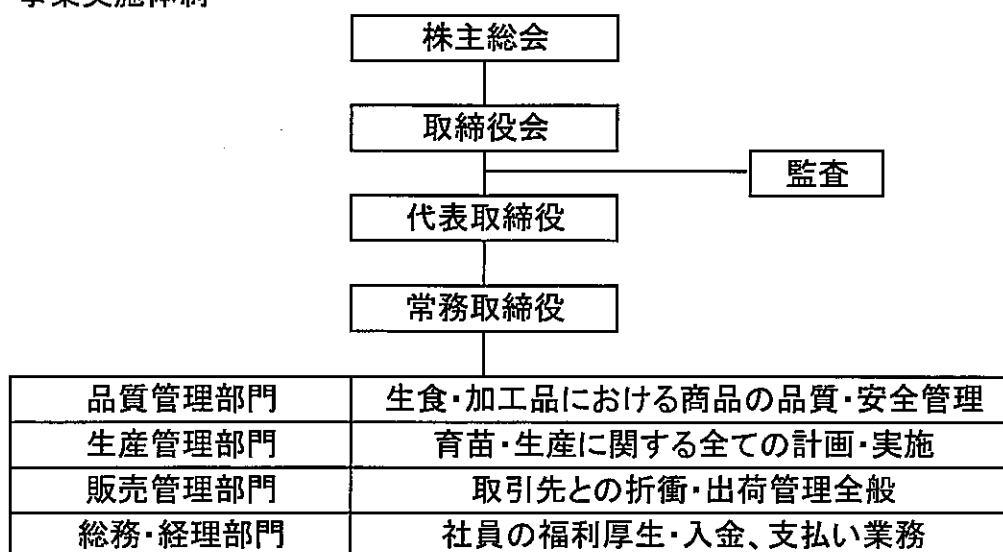 株主総会
取締役会
監査
代表取締役
常務取締役
品質管理部門 生食・加工品における商品の品質・安全管理
生産管理部門 育苗・生産に関する全ての計画・実施
販売管理部門 取引先との折衝・出荷管理全般
総務・経理部門 社員の福利厚生・入金、支払い業務